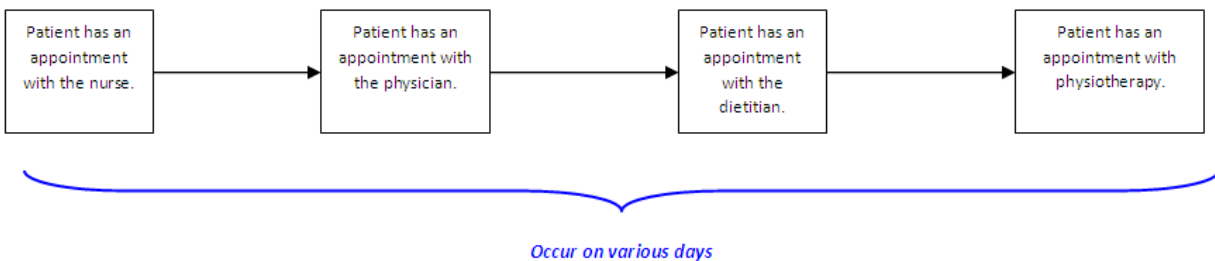 Patient has an
appointment
with the nurse.
Patient has an
appointment with
the physician.
Patient has an
appointment
with the
dietitian.
Patient has an
appointment with
physiotherapy.
Occur on various days